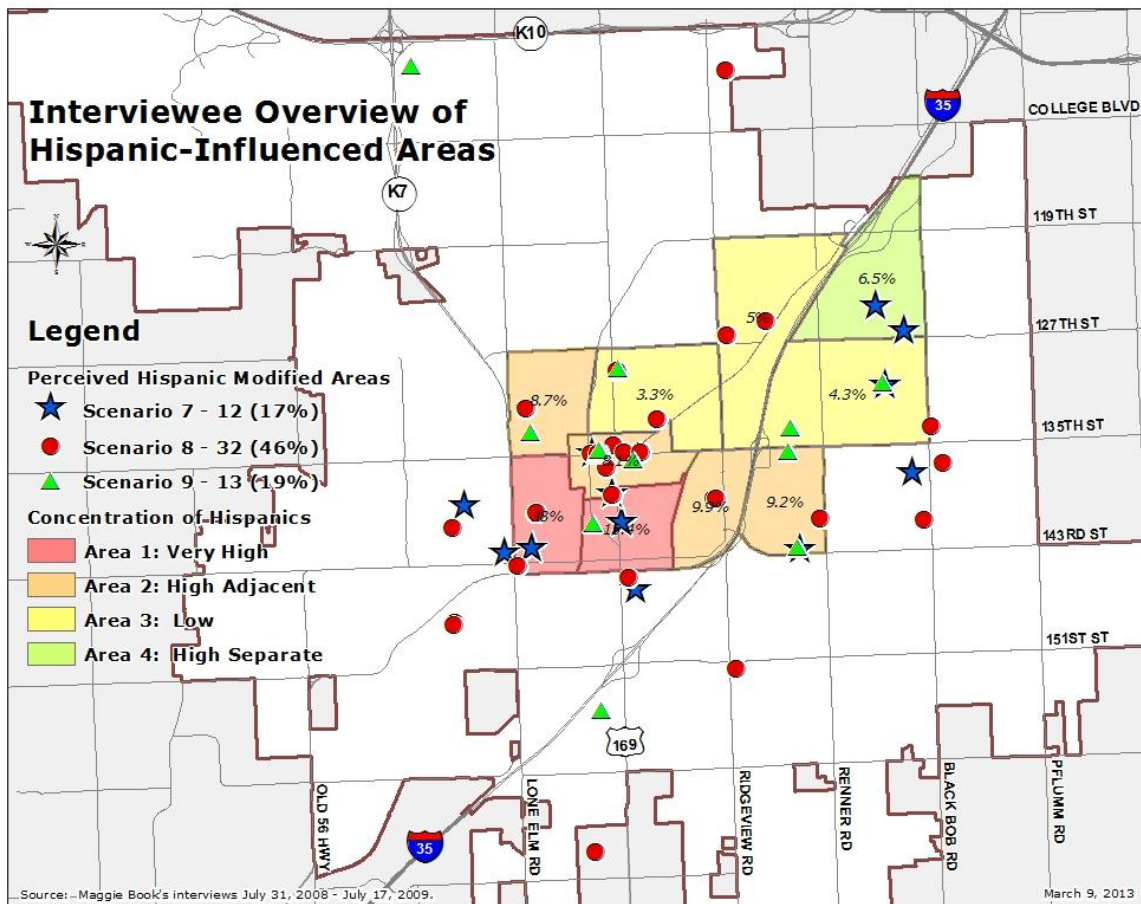 K10
35
COLLEGE BLVD
Interviewee Overview of
Hispanic-Influenced Areas
K7
119TH ST
6.5%
5%
127TH ST
Legend
Perceived Hispanic Modified Areas
Scenario 7 - 12 (17%)
Scenario 8 - 32 (46%)
Scenario 9 - 13 (19%)
3.3%
4.3%
8.7%
135TH ST
9.9%
9.2%
Concentration of Hispanics
Area 1: Very High
Area 2: High Adjacent
Area 3: Low
Area 4: High Separate
143RD ST
151ST ST
169
OLD 56 HWY
LONE ELM RD
RIDGEVIEW RD
RENNER RD
BLACK BOB RD
PFLUMM RD
35
Source: Maggie Book's interviews July 31, 2008 - July 17, 2009.
March 9, 2013